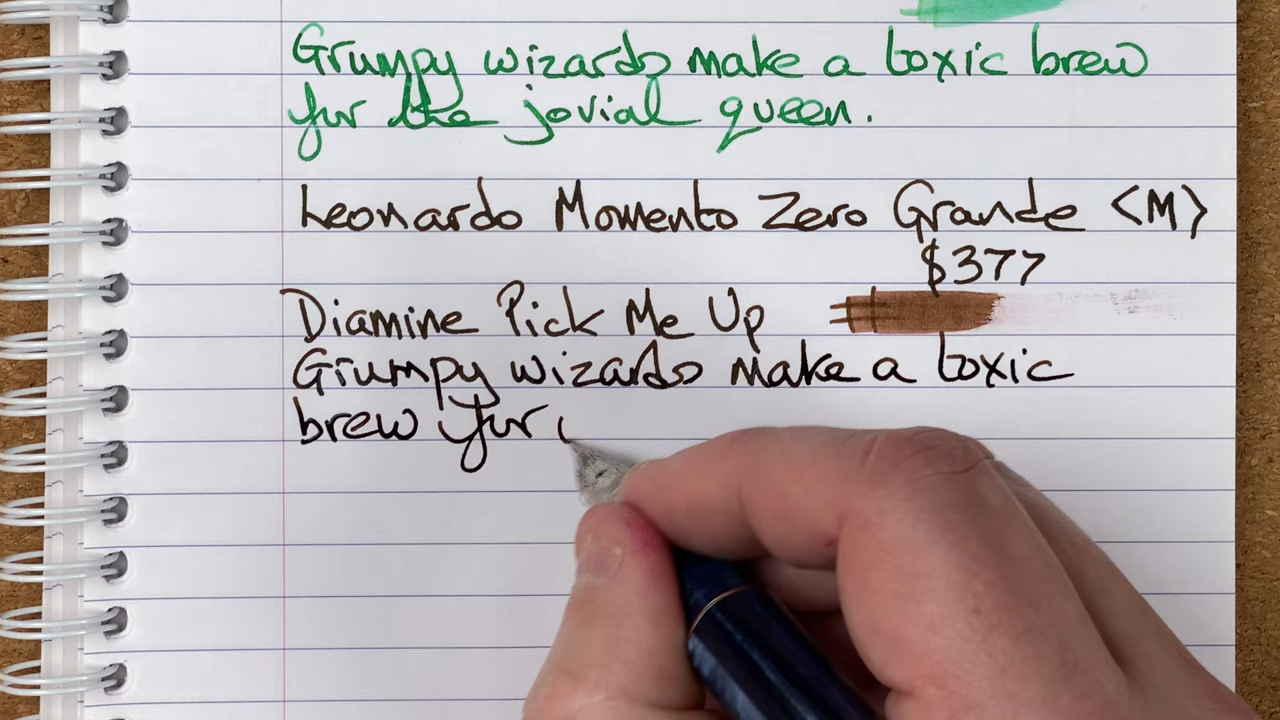 Grumpy wizards make a toxic brew
for the jovial queen.
Leonardo Momento Zero Grande <M>
$377
Diamine Pick Me Up
Grumpy wizards make a toxic
brew for